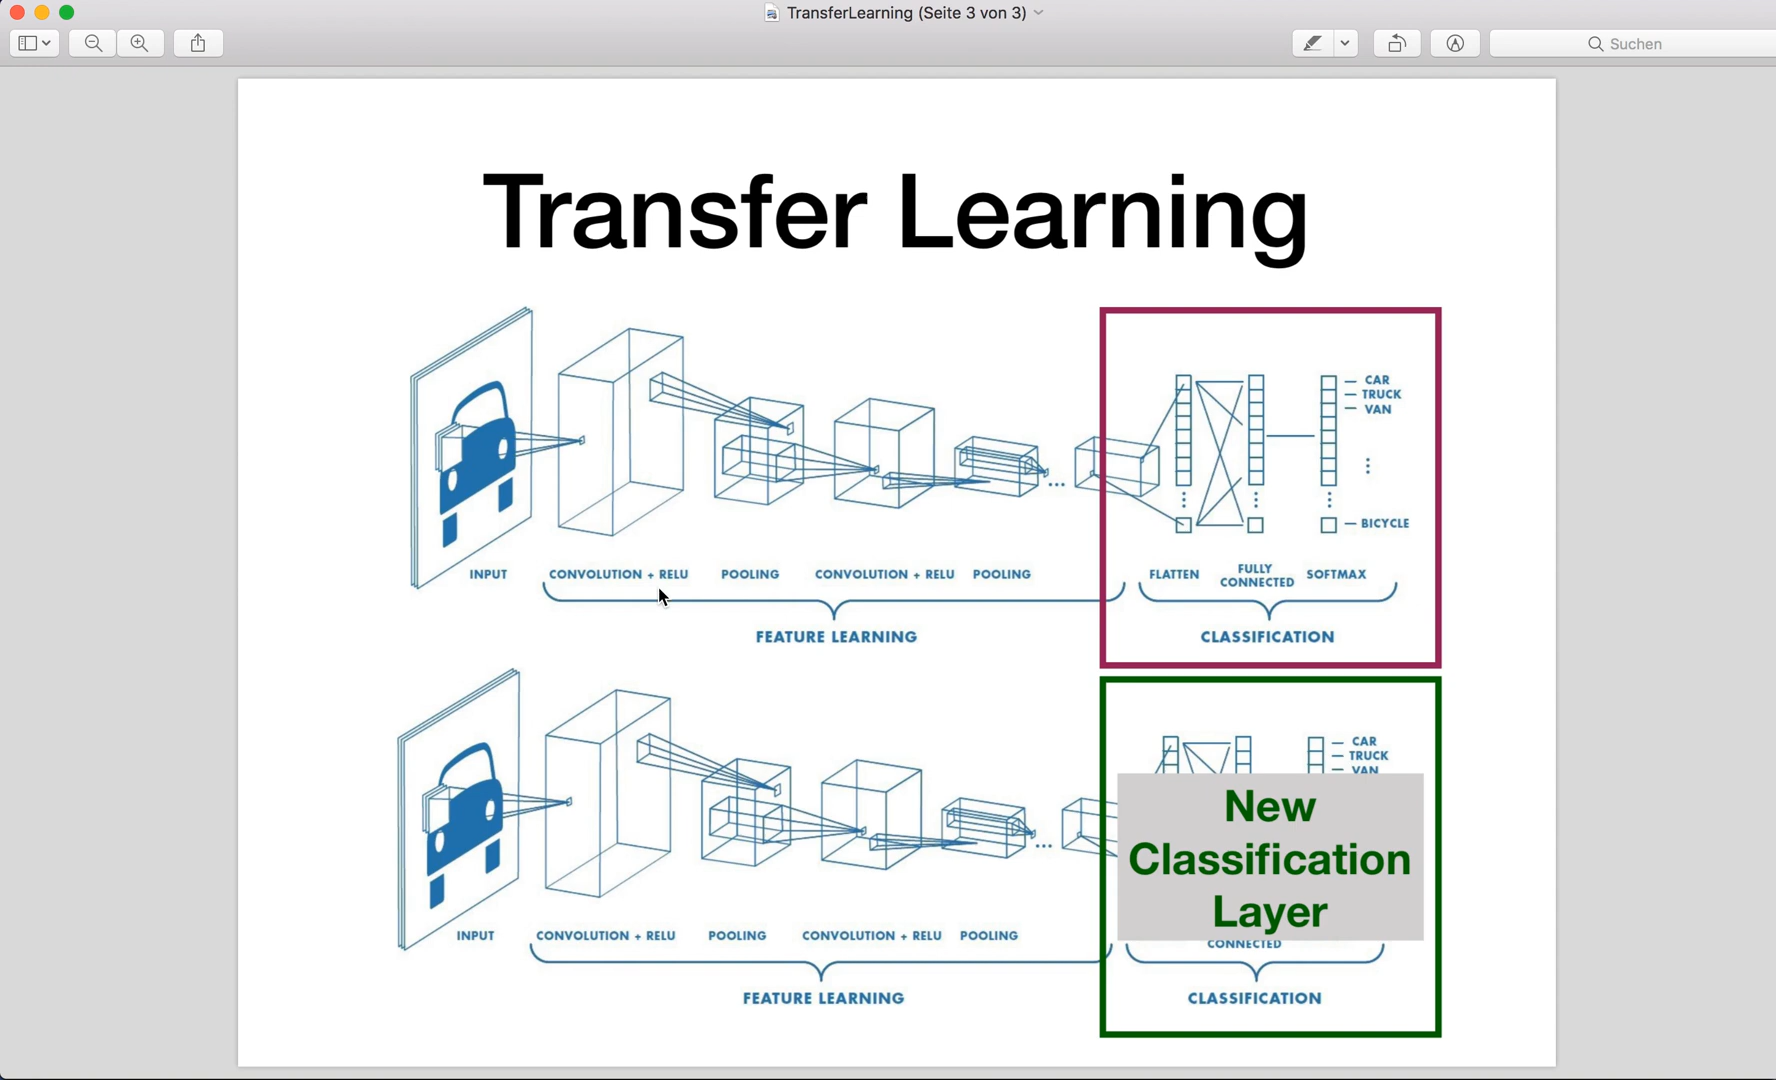 TransferLearning (Seite 3 von 3)
Suchen
Transfer Learning
CAR
TRUCK
VAN
BICYCLE
INPUT
CONVOLUTION + RELU
POOLING
CONVOLUTION + RELU
POOLING
FLATTEN
FULLY
CONNECTED
SOFTMAX
FEATURE LEARNING
CLASSIFICATION
CAR
TRUCK
VAN
New
Classification
Layer
INPUT
CONVOLUTION + RELU
POOLING
CONVOLUTION + RELU
POOLING
CONNECTED
FEATURE LEARNING
CLASSIFICATION